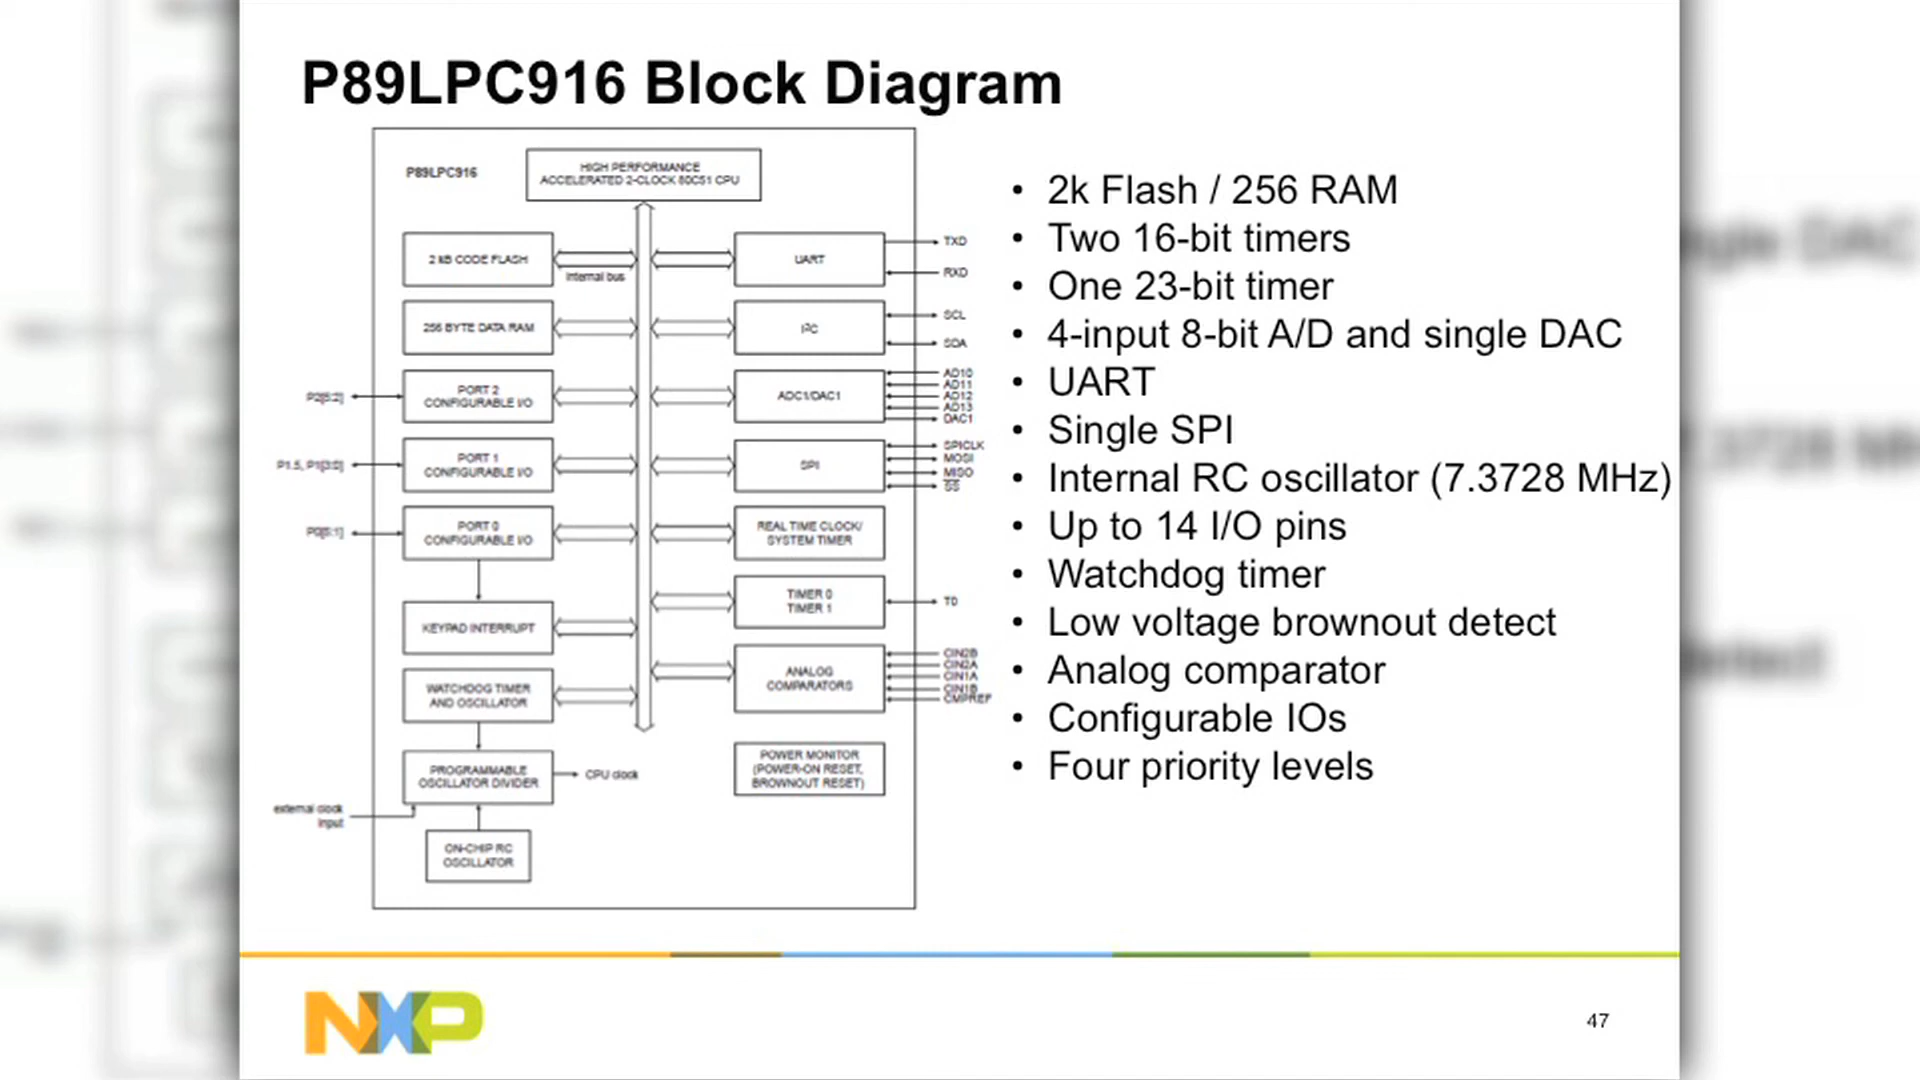 P89LPC916 Block Diagram
P89LPC916
HIGH PERFORMANCE
ACCELERATED 2-CLOCK 80C51 CPU
2 kB CODE FLASH
internal bus
UART
TXD
RXD
256 BYTE DATA RAM
I²C
SCL
SDA
P2[5:2]
PORT 2
CONFIGURABLE I/O
ADC1/DAC1
AD10
AD11
AD12
AD13
DAC1
P1.5, P1[3:0]
PORT 1
CONFIGURABLE I/O
SPI
SPICLK
MOSI
MISO
SS
P0[5:1]
PORT 0
CONFIGURABLE I/O
REAL TIME CLOCK/
SYSTEM TIMER
KEYPAD INTERRUPT
TIMER 0
TIMER 1
T0
WATCHDOG TIMER
AND OSCILLATOR
ANALOG
COMPARATORS
CIN2B
CIN2A
CIN1A
CIN1B
CMPREF
PROGRAMMABLE
OSCILLATOR DIVIDER
CPU clock
POWER MONITOR
(POWER-ON RESET,
BROWNOUT RESET)
external clock
input
ON-CHIP RC
OSCILLATOR
• 2k Flash / 256 RAM
• Two 16-bit timers
• One 23-bit timer
• 4-input 8-bit A/D and single DAC
• UART
• Single SPI
• Internal RC oscillator (7.3728 MHz)
• Up to 14 I/O pins
• Watchdog timer
• Low voltage brownout detect
• Analog comparator
• Configurable IOs
• Four priority levels
NXP
47